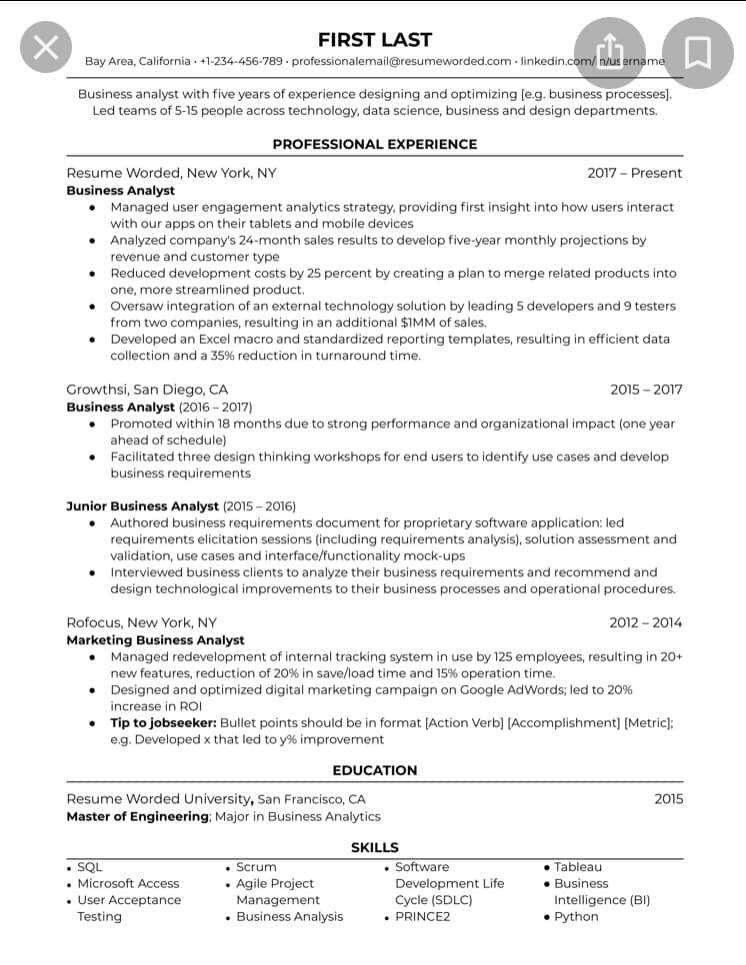 FIRST LAST
Bay Area, California • +1-234-456-789 • professionalemail@resumeworded.com • linkedin.com/in/username
Business analyst with five years of experience designing and optimizing [e.g. business processes].
Led teams of 5-15 people across technology, data science, business and design departments.
PROFESSIONAL EXPERIENCE
Resume Worded, New York, NY 2017 – Present
Business Analyst
● Managed user engagement analytics strategy, providing first insight into how users interact
with our apps on their tablets and mobile devices
● Analyzed company's 24-month sales results to develop five-year monthly projections by
revenue and customer type
● Reduced development costs by 25 percent by creating a plan to merge related products into
one, more streamlined product.
● Oversaw integration of an external technology solution by leading 5 developers and 9 testers
from two companies, resulting in an additional $1MM of sales.
● Developed an Excel macro and standardized reporting templates, resulting in efficient data
collection and a 35% reduction in turnaround time.
Growthsi, San Diego, CA 2015 – 2017
Business Analyst (2016 – 2017)
● Promoted within 18 months due to strong performance and organizational impact (one year
ahead of schedule)
● Facilitated three design thinking workshops for end users to identify use cases and develop
business requirements
Junior Business Analyst (2015 – 2016)
● Authored business requirements document for proprietary software application: led
requirements elicitation sessions (including requirements analysis), solution assessment and
validation, use cases and interface/functionality mock-ups
● Interviewed business clients to analyze their business requirements and recommend and
design technological improvements to their business processes and operational procedures.
Rofocus, New York, NY 2012 – 2014
Marketing Business Analyst
● Managed redevelopment of internal tracking system in use by 125 employees, resulting in 20+
new features, reduction of 20% in save/load time and 15% operation time.
● Designed and optimized digital marketing campaign on Google AdWords; led to 20%
increase in ROI
● Tip to jobseeker: Bullet points should be in format [Action Verb] [Accomplishment] [Metric];
e.g. Developed x that led to y% improvement
EDUCATION
Resume Worded University, San Francisco, CA 2015
Master of Engineering; Major in Business Analytics
SKILLS
• SQL
• Microsoft Access
• User Acceptance
Testing
• Scrum
• Agile Project
Management
• Business Analysis
• Software
Development Life
Cycle (SDLC)
• PRINCE2
● Tableau
● Business
Intelligence (BI)
● Python